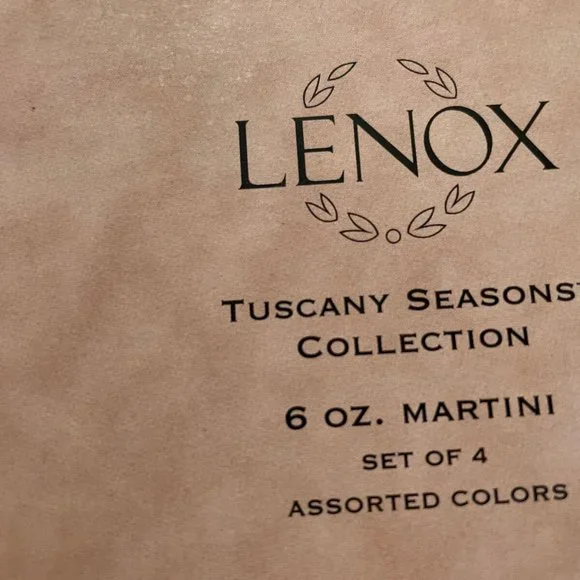 LENOX
TUSCANY SEASONS
COLLECTION
6 OZ. MARTINI
SET OF 4
ASSORTED COLORS